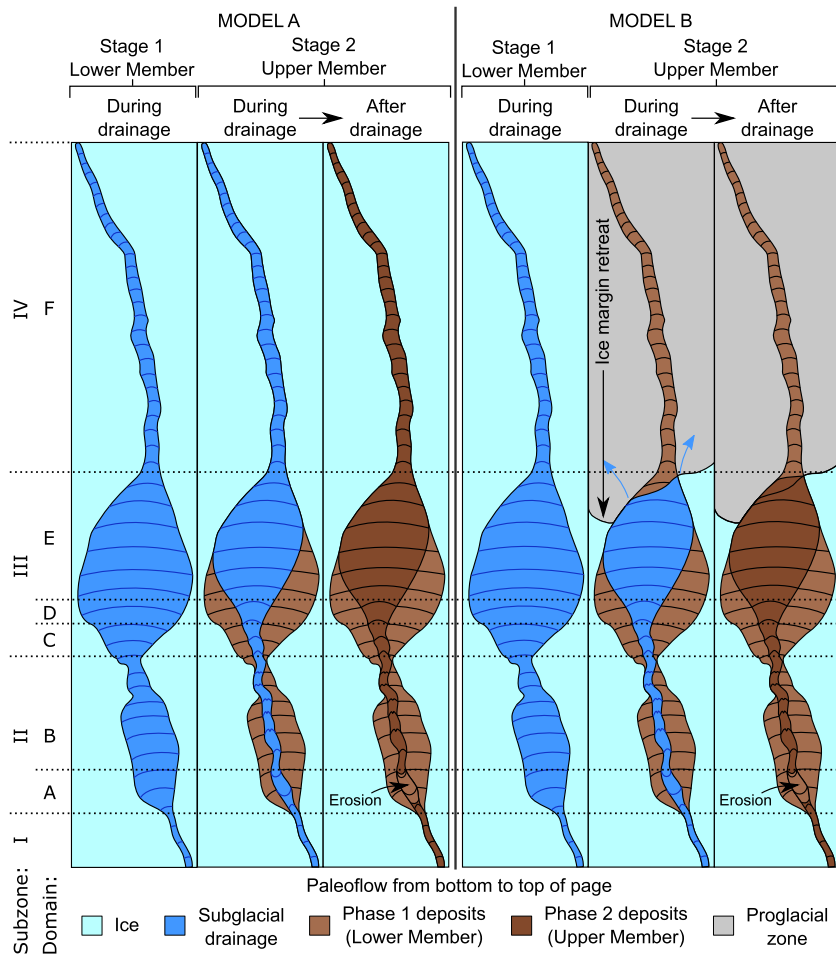 MODEL A
MODEL B
Stage 1
Lower Member
Stage 2
Upper Member
Stage 1
Lower Member
Stage 2
Upper Member
During
drainage
During
drainage
After
drainage
During
drainage
During
drainage
After
drainage
IV
F
Ice margin retreat
III
E
D
C
II
B
A
Erosion
Erosion
I
Subzone:
Domain:
Paleoflow from bottom to top of page
Ice
Subglacial
drainage
Phase 1 deposits
(Lower Member)
Phase 2 deposits
(Upper Member)
Proglacial
zone